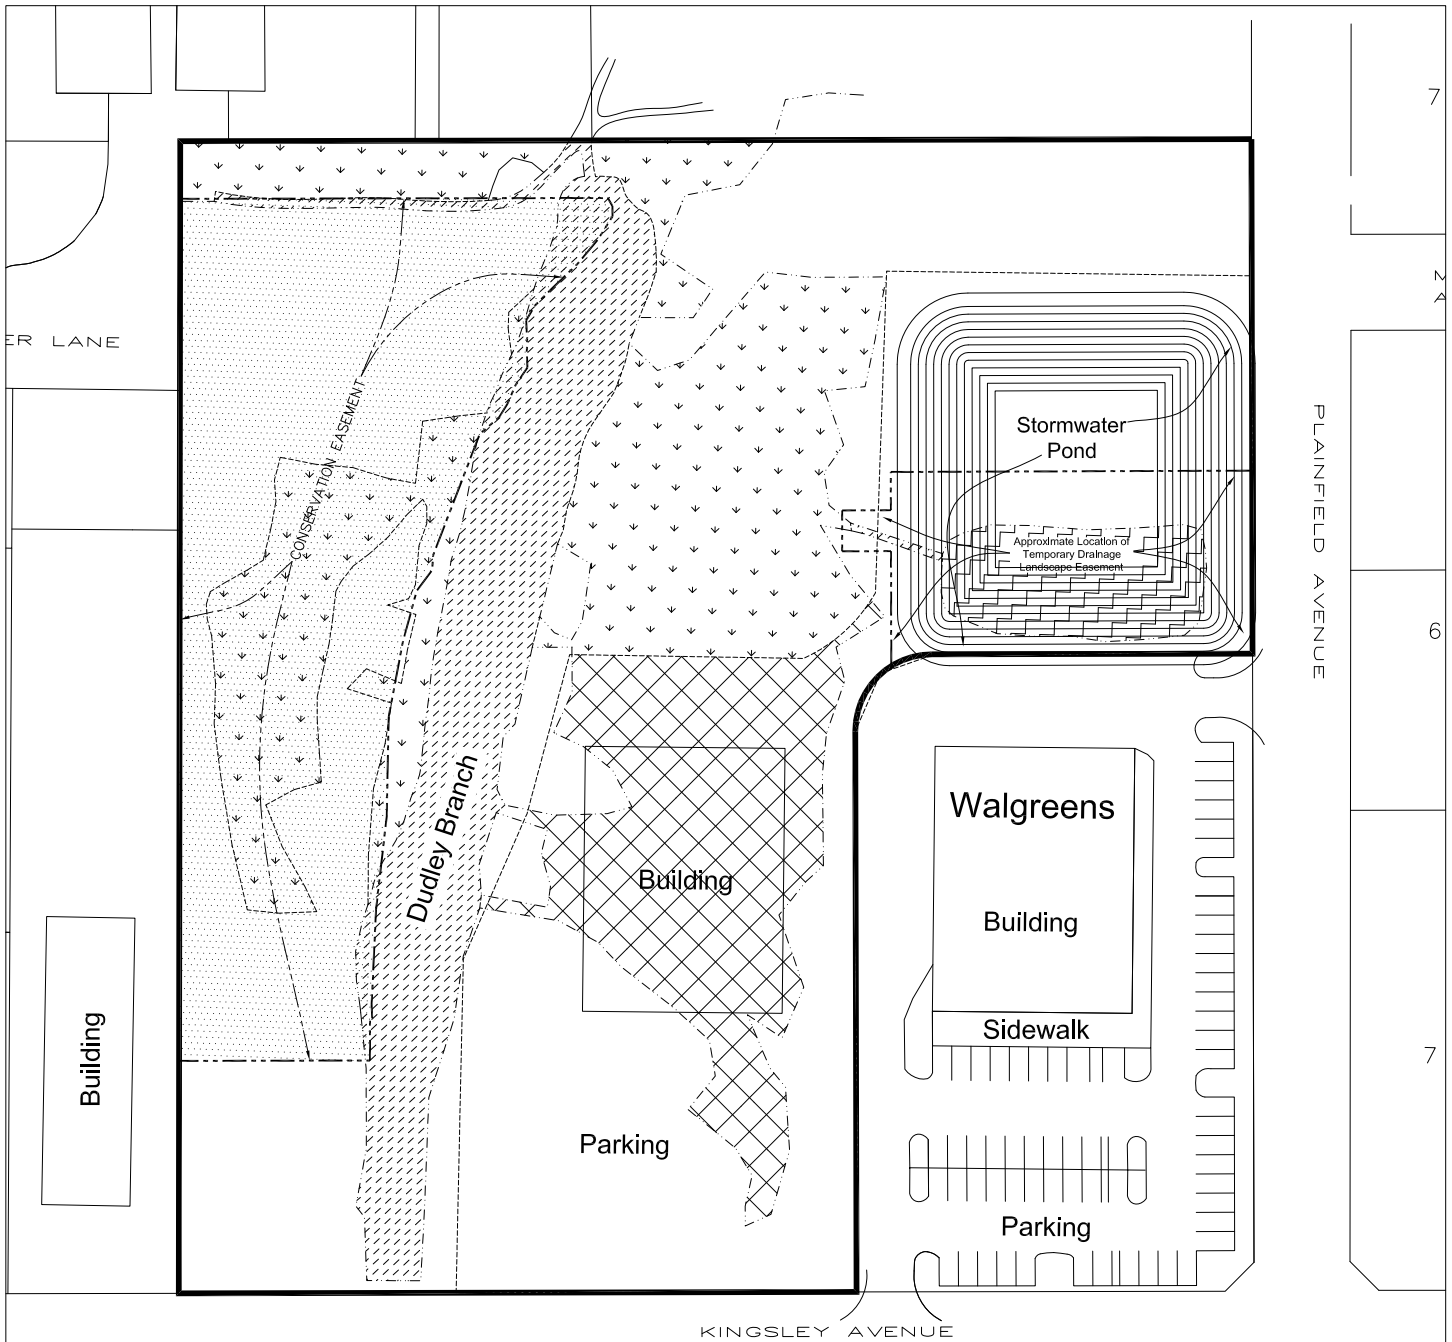 7
M
A
ER LANE
CONSERVATION EASEMENT
Stormwater
Pond
PLAINFIELD AVENUE
Approximate Location of
Temporary Drainage
Landscape Easement
6
Dudley Branch
Walgreens
Building
Building
Sidewalk
Building
7
Parking
Parking
KINGSLEY AVENUE